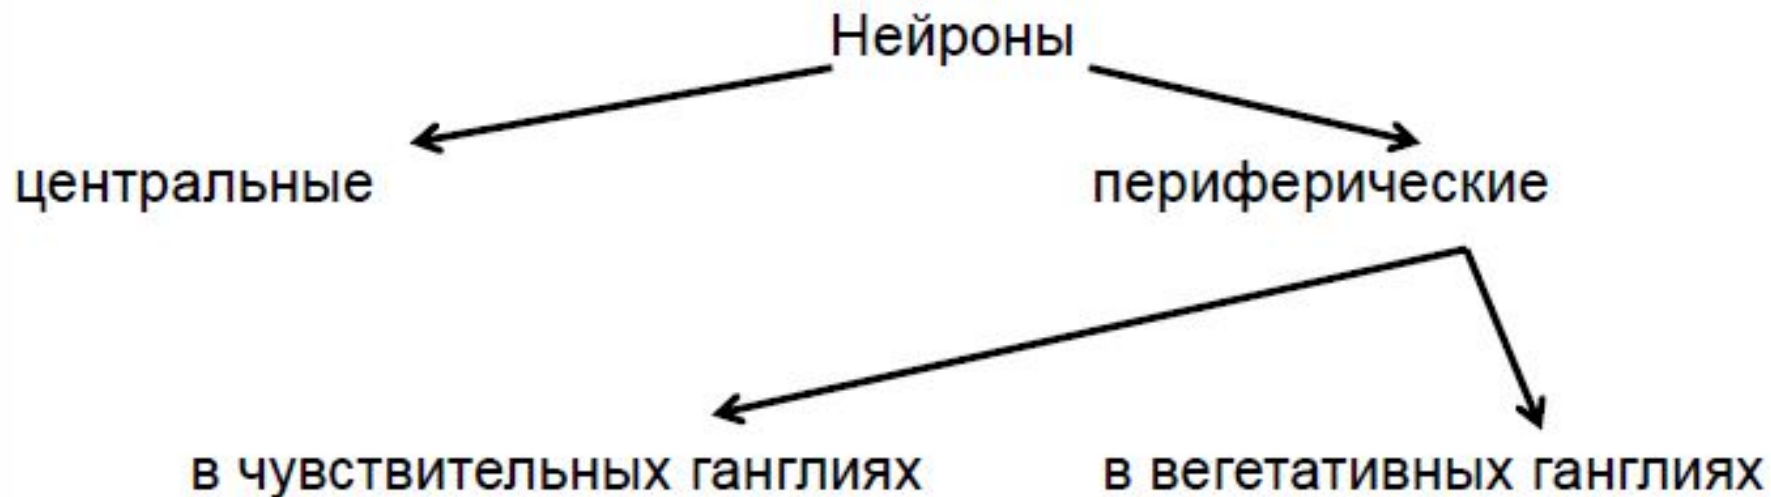 Нейроны
центральные
периферические
в чувствительных ганглиях
в вегетативных ганглиях